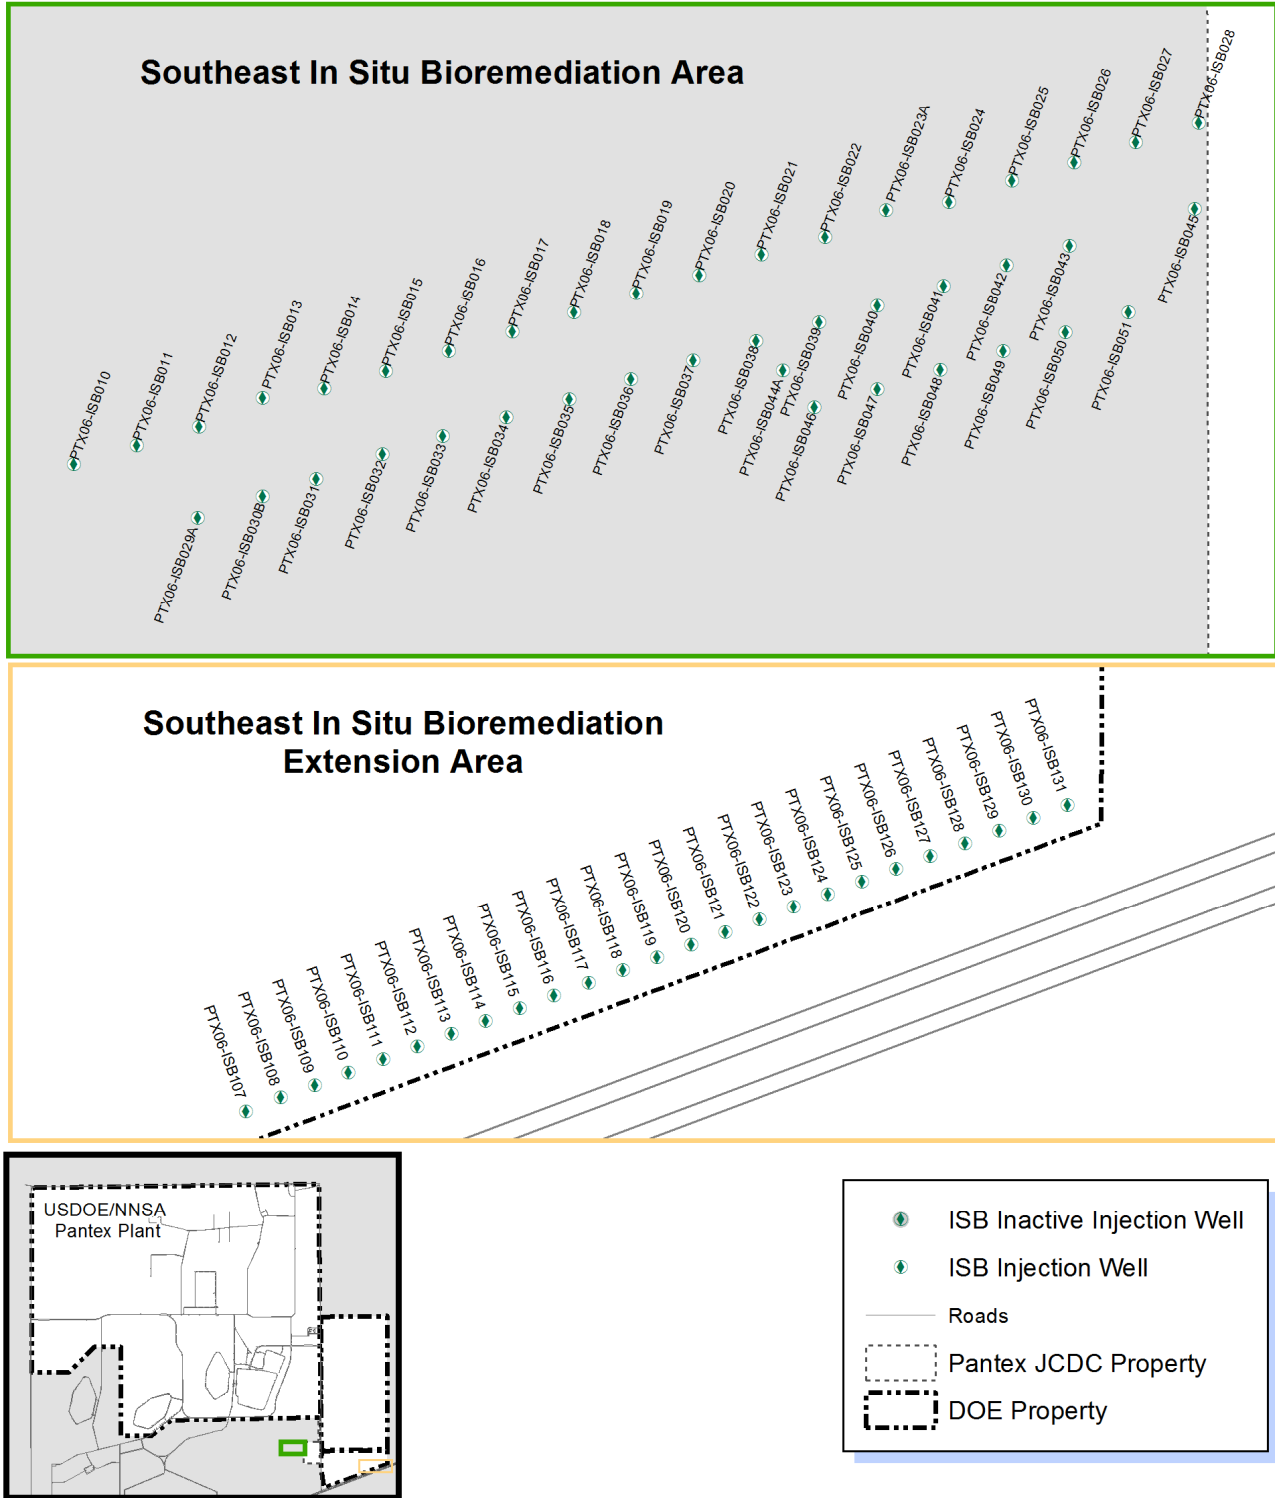 Southeast In Situ Bioremediation Area
PTX06-ISB010
PTX06-ISB011
PTX06-ISB012
PTX06-ISB013
PTX06-ISB014
PTX06-ISB015
PTX06-ISB016
PTX06-ISB017
PTX06-ISB018
PTX06-ISB019
PTX06-ISB020
PTX06-ISB021
PTX06-ISB022
PTX06-ISB023A
PTX06-ISB024
PTX06-ISB025
PTX06-ISB026
PTX06-ISB027
PTX06-ISB028
PTX06-ISB029A
PTX06-ISB030B
PTX06-ISB031
PTX06-ISB032
PTX06-ISB033
PTX06-ISB034
PTX06-ISB035
PTX06-ISB036
PTX06-ISB037
PTX06-ISB038
PTX06-ISB044A
PTX06-ISB039
PTX06-ISB046
PTX06-ISB040
PTX06-ISB047
PTX06-ISB041
PTX06-ISB048
PTX06-ISB042
PTX06-ISB049
PTX06-ISB043
PTX06-ISB050
PTX06-ISB051
PTX06-ISB045
Southeast In Situ Bioremediation
Extension Area
PTX06-ISB107
PTX06-ISB108
PTX06-ISB109
PTX06-ISB110
PTX06-ISB111
PTX06-ISB112
PTX06-ISB113
PTX06-ISB114
PTX06-ISB115
PTX06-ISB116
PTX06-ISB117
PTX06-ISB118
PTX06-ISB119
PTX06-ISB120
PTX06-ISB121
PTX06-ISB122
PTX06-ISB123
PTX06-ISB124
PTX06-ISB125
PTX06-ISB126
PTX06-ISB127
PTX06-ISB128
PTX06-ISB129
PTX06-ISB130
PTX06-ISB131
USDOE/NNSA
Pantex Plant
ISB Inactive Injection Well
ISB Injection Well
Roads
Pantex JCDC Property
DOE Property